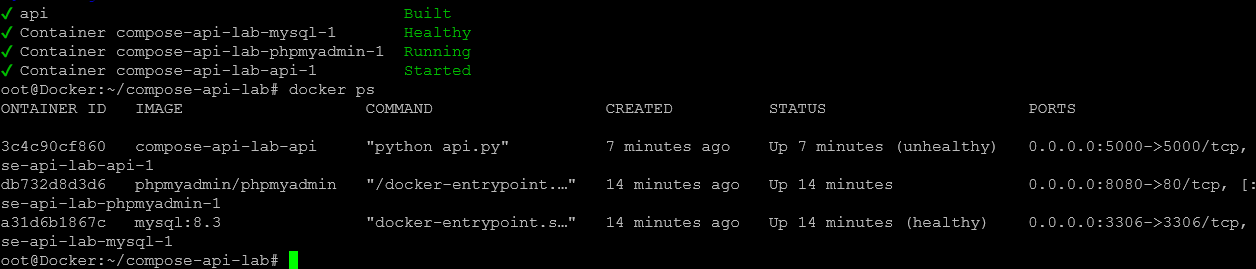 ✓ api Built
✓ Container compose-api-lab-mysql-1 Healthy
✓ Container compose-api-lab-phpmyadmin-1 Running
✓ Container compose-api-lab-api-1 Started
oot@Docker:~/compose-api-lab# docker ps
ONTAINER ID IMAGE COMMAND CREATED STATUS PORTS
3c4c90cf860 compose-api-lab-api "python api.py" 7 minutes ago Up 7 minutes (unhealthy) 0.0.0.0:5000->5000/tcp,
se-api-lab-api-1
db732d8d3d6 phpmyadmin/phpmyadmin "/docker-entrypoint.…" 14 minutes ago Up 14 minutes 0.0.0.0:8080->80/tcp, [:
se-api-lab-phpmyadmin-1
a31d6b1867c mysql:8.3 "docker-entrypoint.s…" 14 minutes ago Up 14 minutes (healthy) 0.0.0.0:3306->3306/tcp,
se-api-lab-mysql-1
oot@Docker:~/compose-api-lab#